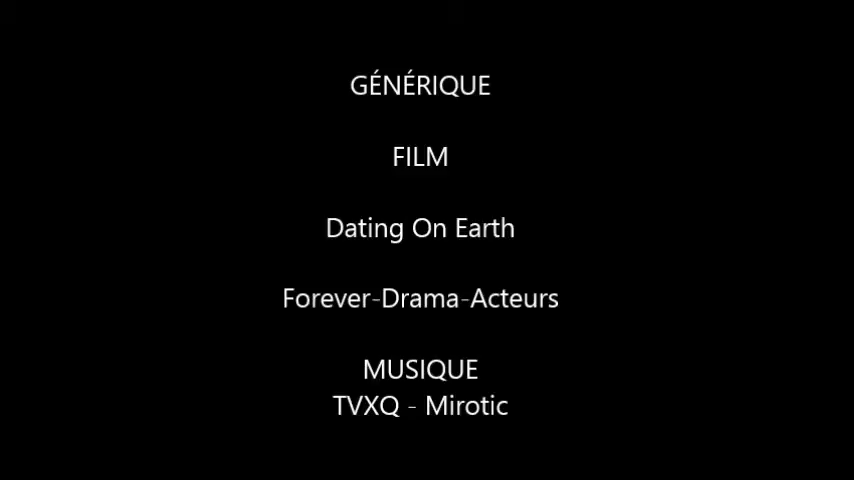 GÉNÉRIQUE
FILM
Dating On Earth
Forever-Drama-Acteurs
MUSIQUE
TVXQ - Mirotic